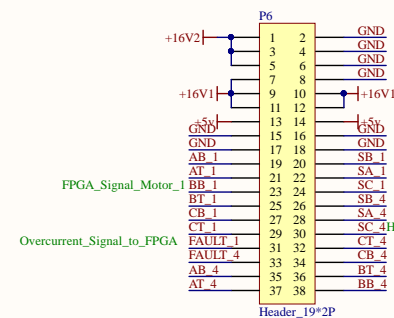 P6
+16V2 1 2 GND
3 4 GND
5 6 GND
7 8 GND
+16V1 9 10 +16V1
11 12
+5v 13 14 +5v
GND 15 16 GND
GND 17 18 GND
AB_1 19 20 SB_1
AT_1 21 22 SA_1
FPGA_Signal_Motor_1 BB_1 23 24 SC_1
BT_1 25 26 SB_4
CB_1 27 28 SA_4
CT_1 29 30 SC_4 H
Overcurrent_Signal_to_FPGA FAULT_1 31 32 CT_4
FAULT_4 33 34 CB_4
AB_4 35 36 BT_4
AT_4 37 38 BB_4
Header_19*2P